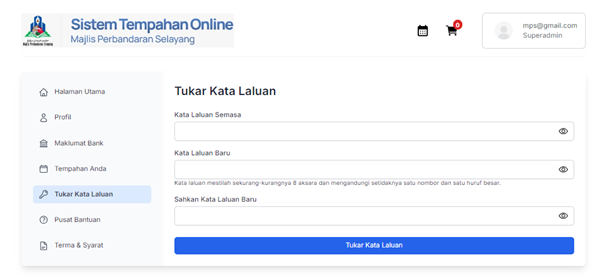 Sistem Tempahan Online
Majlis Perbandaran Selayang
0
mps@gmail.com
Superadmin
Halaman Utama
Profil
Maklumat Bank
Tempahan Anda
Tukar Kata Laluan
Pusat Bantuan
Terma & Syarat
Tukar Kata Laluan
Kata Laluan Semasa
Kata Laluan Baru
Kata laluan mestilah sekurang-kurangnya 8 aksara dan mengandungi setidaknya satu nombor dan satu huruf besar.
Sahkan Kata Laluan Baru
Tukar Kata Laluan